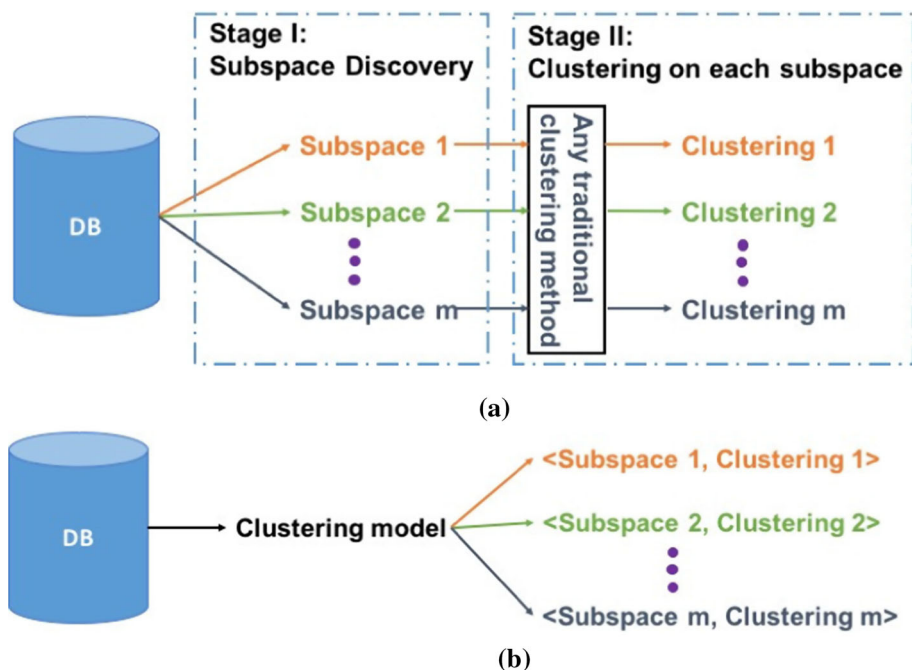 Stage I:
Subspace Discovery
Stage II:
Clustering on each subspace
DB
Subspace 1
Subspace 2
Subspace m
Any traditional
clustering method
Clustering 1
Clustering 2
Clustering m
(a)
DB
Clustering model
<Subspace 1, Clustering 1>
<Subspace 2, Clustering 2>
<Subspace m, Clustering m>
(b)